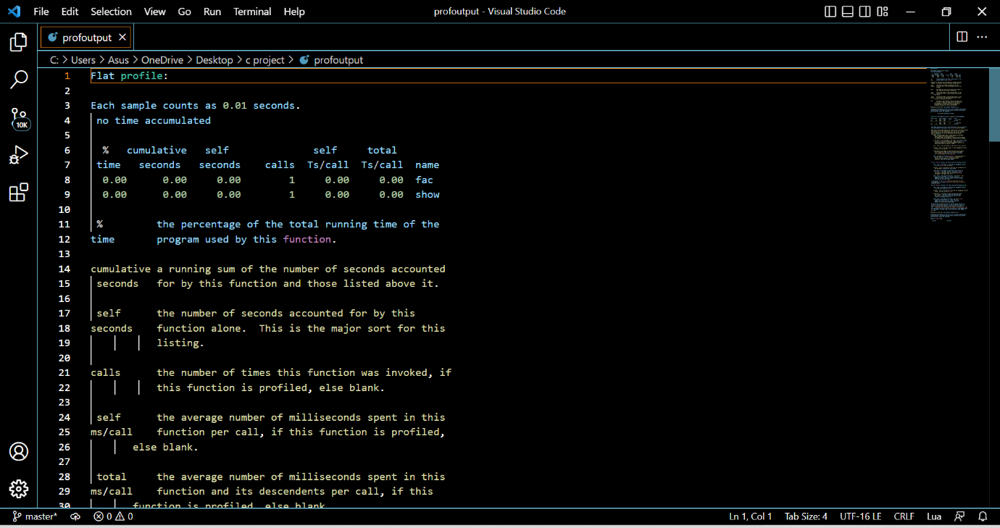 File Edit Selection View Go Run Terminal Help profoutput - Visual Studio Code
profoutput
C: > Users > Asus > OneDrive > Desktop > c project > profoutput
10K
1 Flat profile:
2
3 Each sample counts as 0.01 seconds.
4 no time accumulated
5
6 % cumulative self self total
7 time seconds seconds calls Ts/call Ts/call name
8 0.00 0.00 0.00 1 0.00 0.00 fac
9 0.00 0.00 0.00 1 0.00 0.00 show
10
11 % the percentage of the total running time of the
12 time program used by this function.
13
14 cumulative a running sum of the number of seconds accounted
15 seconds for by this function and those listed above it.
16
17 self the number of seconds accounted for by this
18 seconds function alone. This is the major sort for this
19 listing.
20
21 calls the number of times this function was invoked, if
22 this function is profiled, else blank.
23
24 self the average number of milliseconds spent in this
25 ms/call function per call, if this function is profiled,
26 else blank.
27
28 total the average number of milliseconds spent in this
29 ms/call function and its descendents per call, if this
30 function is profiled, else blank.
master* 0 0 Ln 1, Col 1 Tab Size: 4 UTF-16 LE CRLF Lua